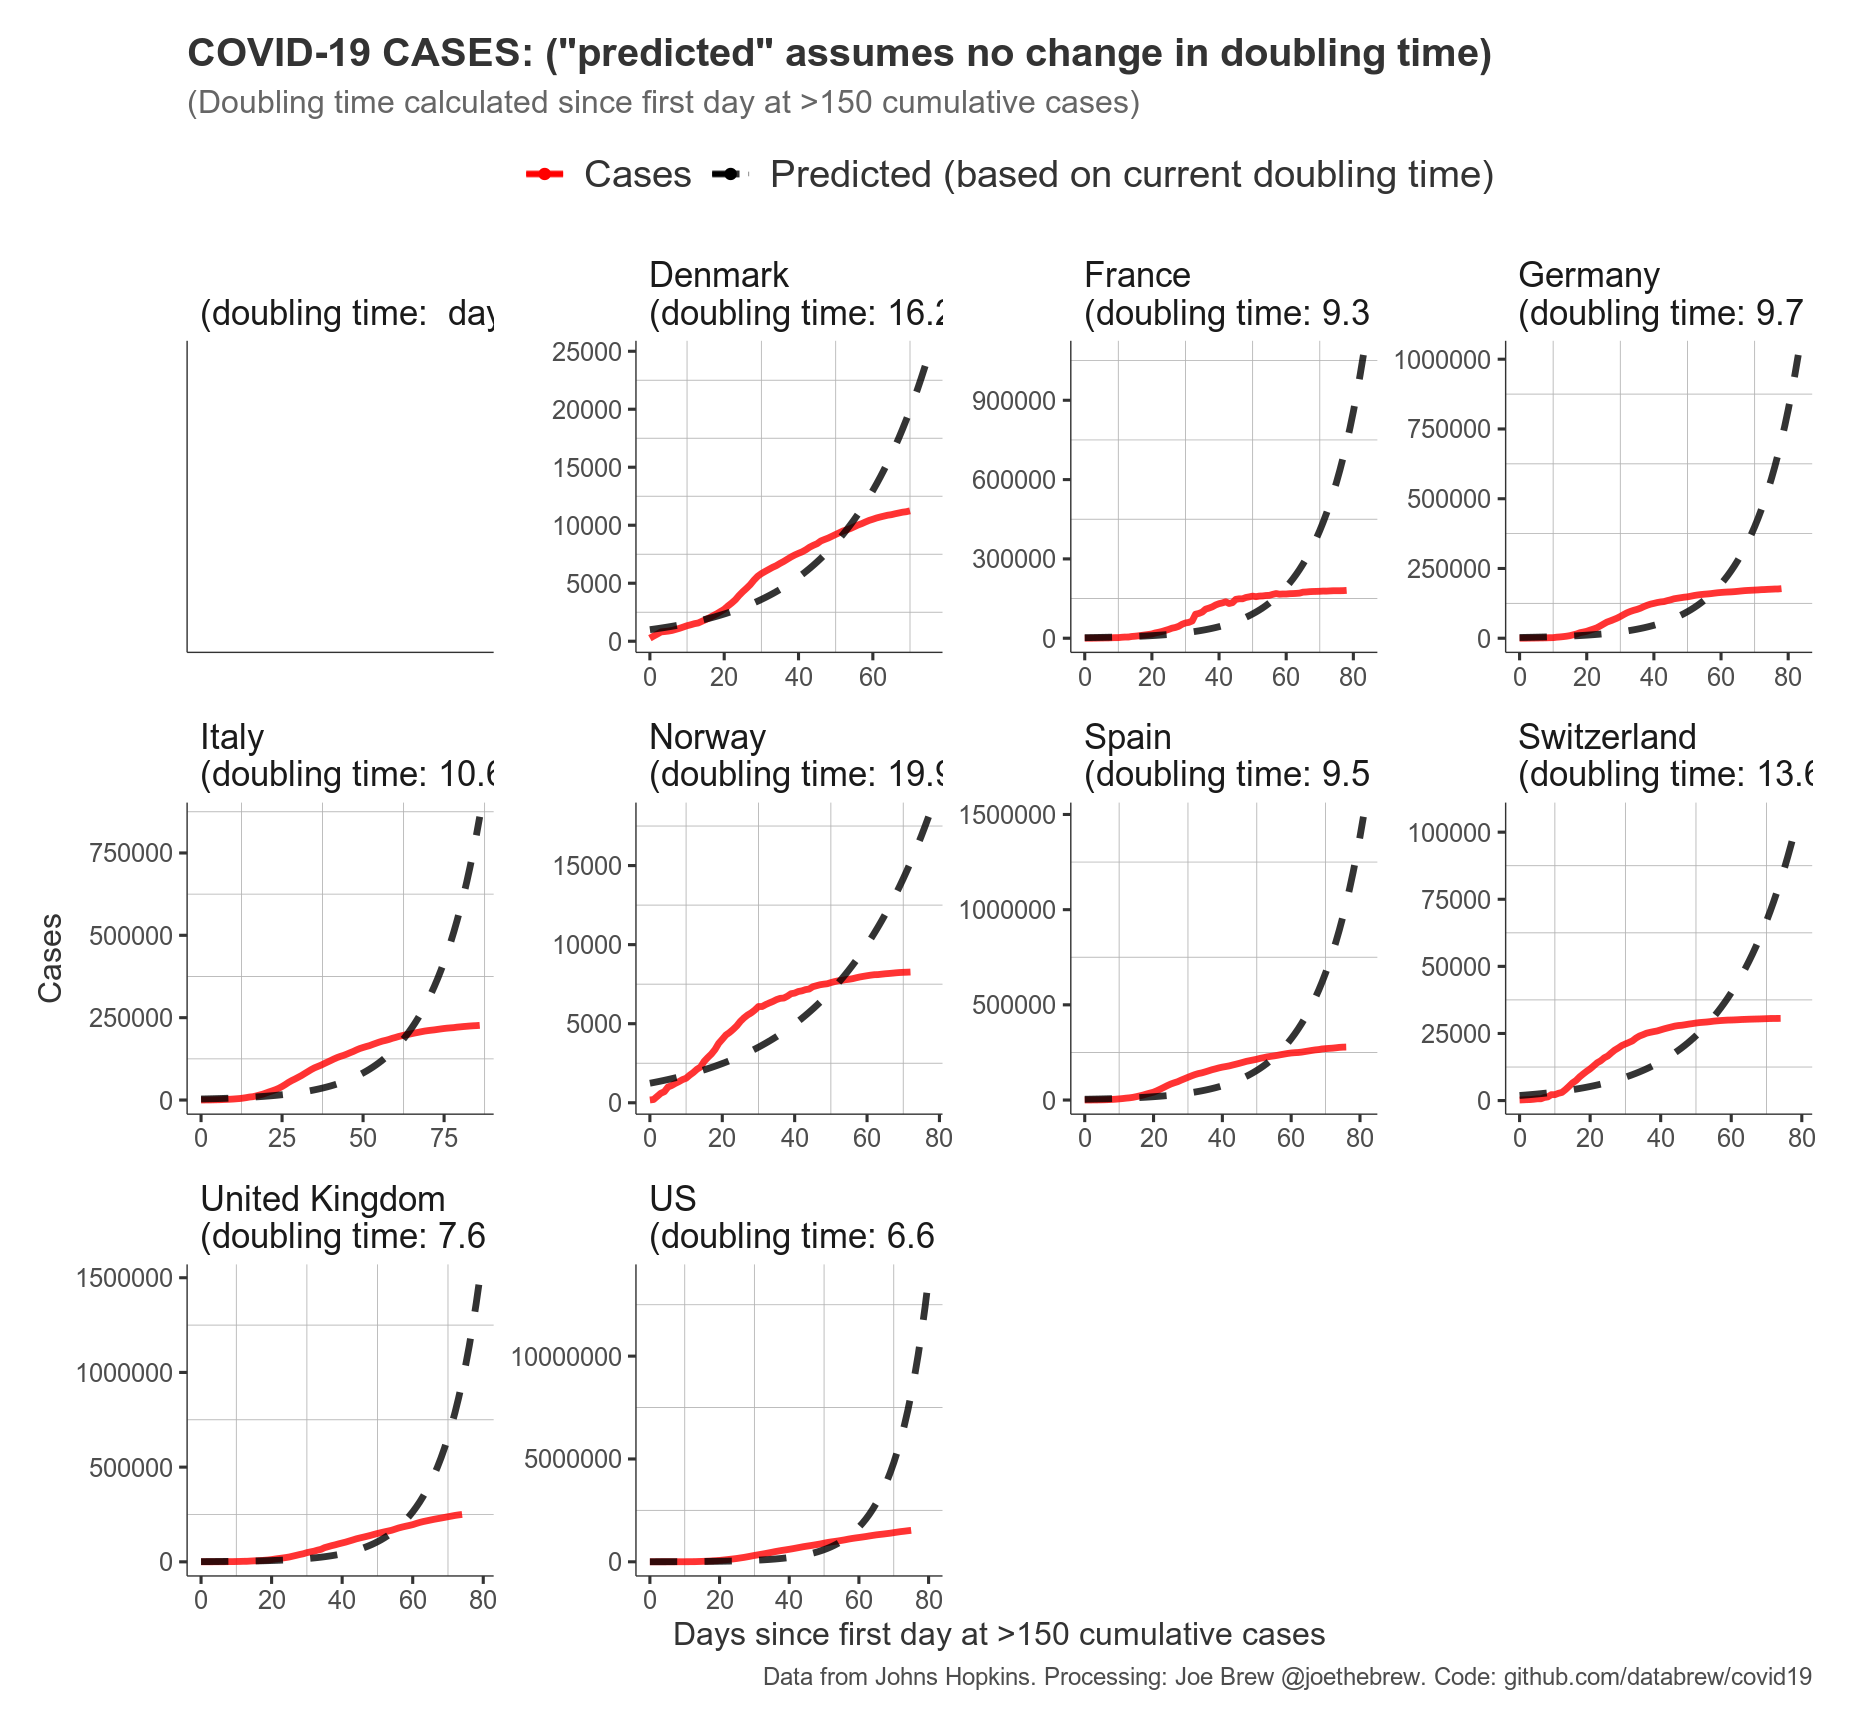 COVID-19 CASES: ("predicted" assumes no change in doubling time)
(Doubling time calculated since first day at >150 cumulative cases)
Cases Predicted (based on current doubling time)
(doubling time:  day
Denmark
(doubling time: 16.2
25000
20000
15000
10000
5000
0
0 20 40 60
France
(doubling time: 9.3
900000
600000
300000
0
0 20 40 60 80
Germany
(doubling time: 9.7
1000000
750000
500000
250000
0
0 20 40 60 80
Cases
Italy
(doubling time: 10.6
750000
500000
250000
0
0 25 50 75
Norway
(doubling time: 19.9
15000
10000
5000
0
0 20 40 60 80
Spain
(doubling time: 9.5
1500000
1000000
500000
0
0 20 40 60 80
Switzerland
(doubling time: 13.6
100000
75000
50000
25000
0
0 20 40 60 80
United Kingdom
(doubling time: 7.6
1500000
1000000
500000
0
0 20 40 60 80
US
(doubling time: 6.6
10000000
5000000
0
0 20 40 60 80
Days since first day at >150 cumulative cases
Data from Johns Hopkins. Processing: Joe Brew @joethebrew. Code: github.com/databrew/covid19